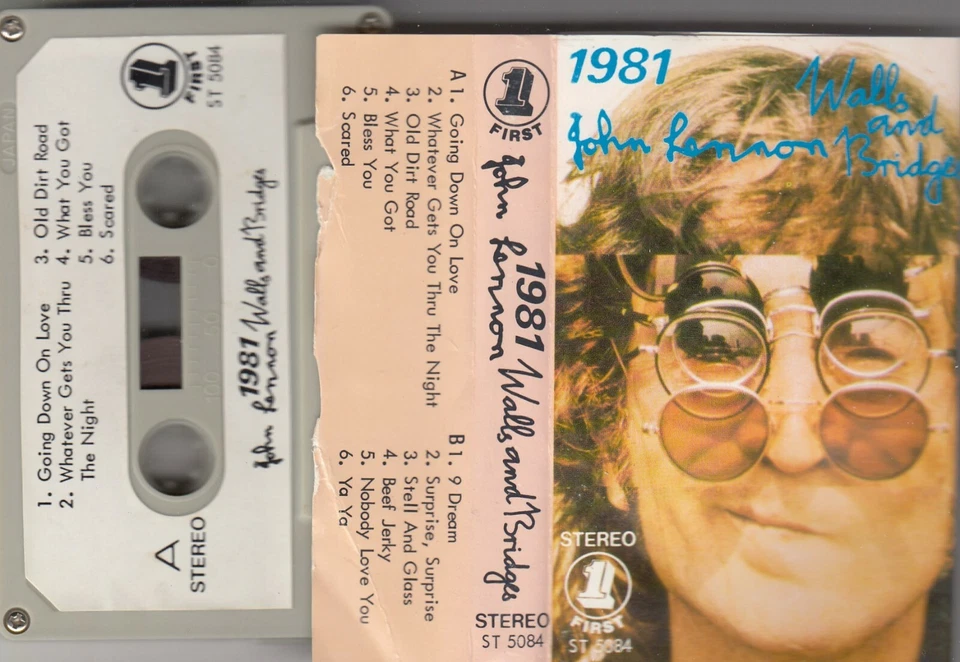 JAPAN
1 FIRST
ST 5084
1. Going Down On Love
2. Whatever Gets You Thru
The Night
3. Old Dirt Road
4. What You Got
5. Bless You
6. Scared
1981 Walls and Bridges
John Lennon
A
STEREO
A 1. Going Down On Love
2. Whatever Gets You Thru The Night
3. Old Dirt Road
4. What You Got
5. Bless You
6. Scared
B 1. 9 Dream
2. Surprise, Surprise
3. Stell And Glass
4. Beef Jerky
5. Nobody Love You
6. Ya Ya
1 FIRST
1981
John Lennon Walls and Bridges
STEREO
ST 5084
1981
John Lennon
Walls
and
Bridges
STEREO
1 FIRST
ST 5084